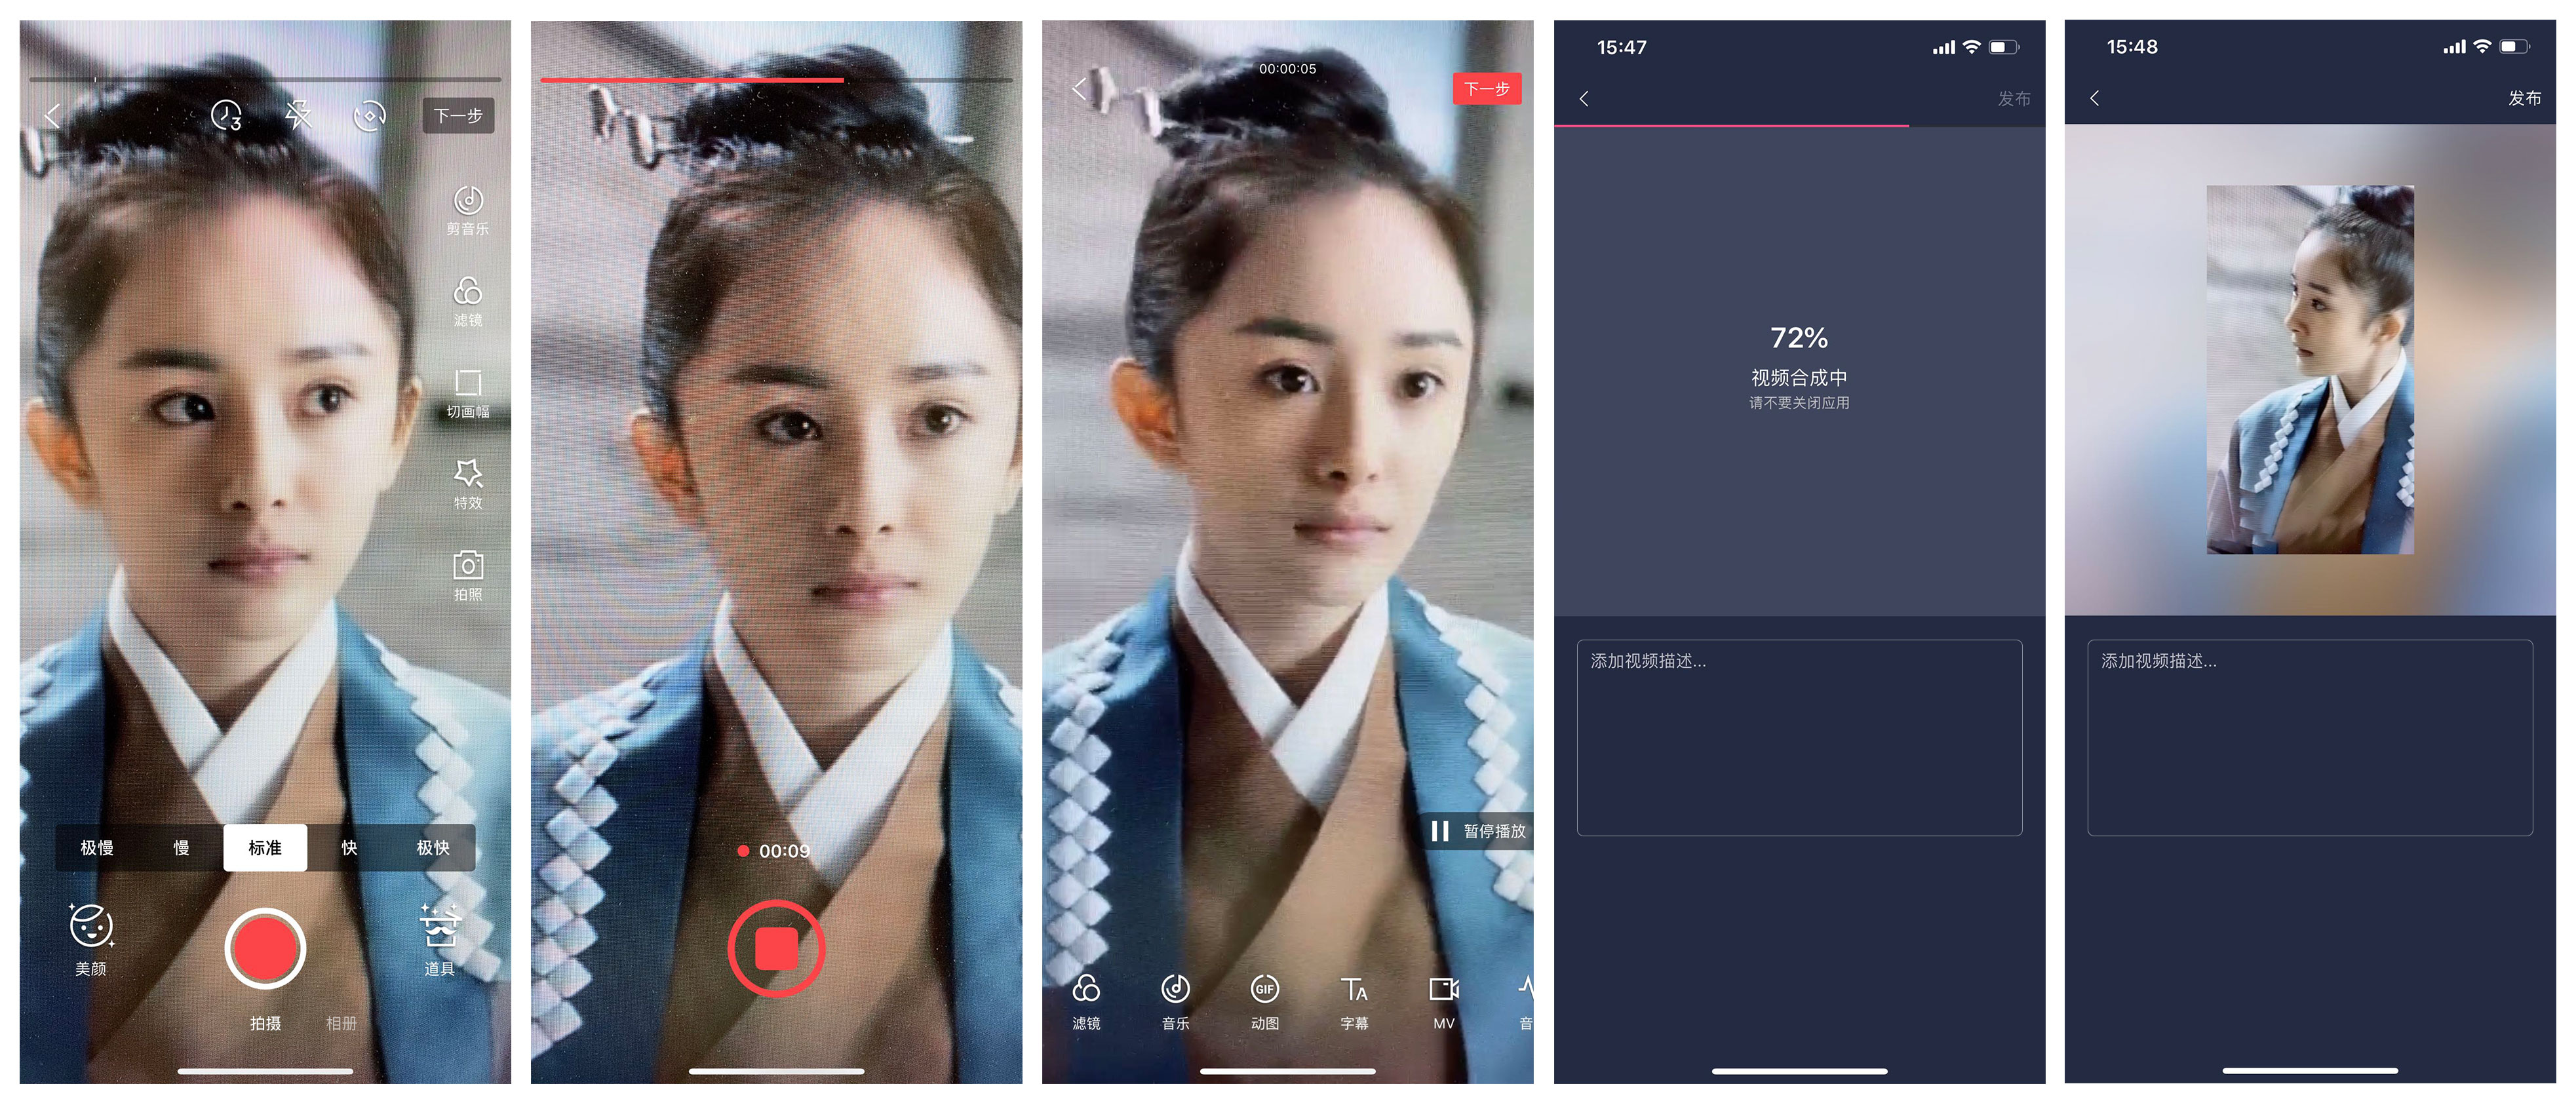 下一步
3
剪音乐
滤镜
切画幅
特效
拍照
极慢 慢 标准 快 极快
美颜
道具
拍摄 相册
00:09
00:00:05
下一步
暂停播放
滤镜 音乐 动图 字幕 MV 音
GIF
TA
15:47
发布
72%
视频合成中
请不要关闭应用
添加视频描述...
15:48
发布
添加视频描述...